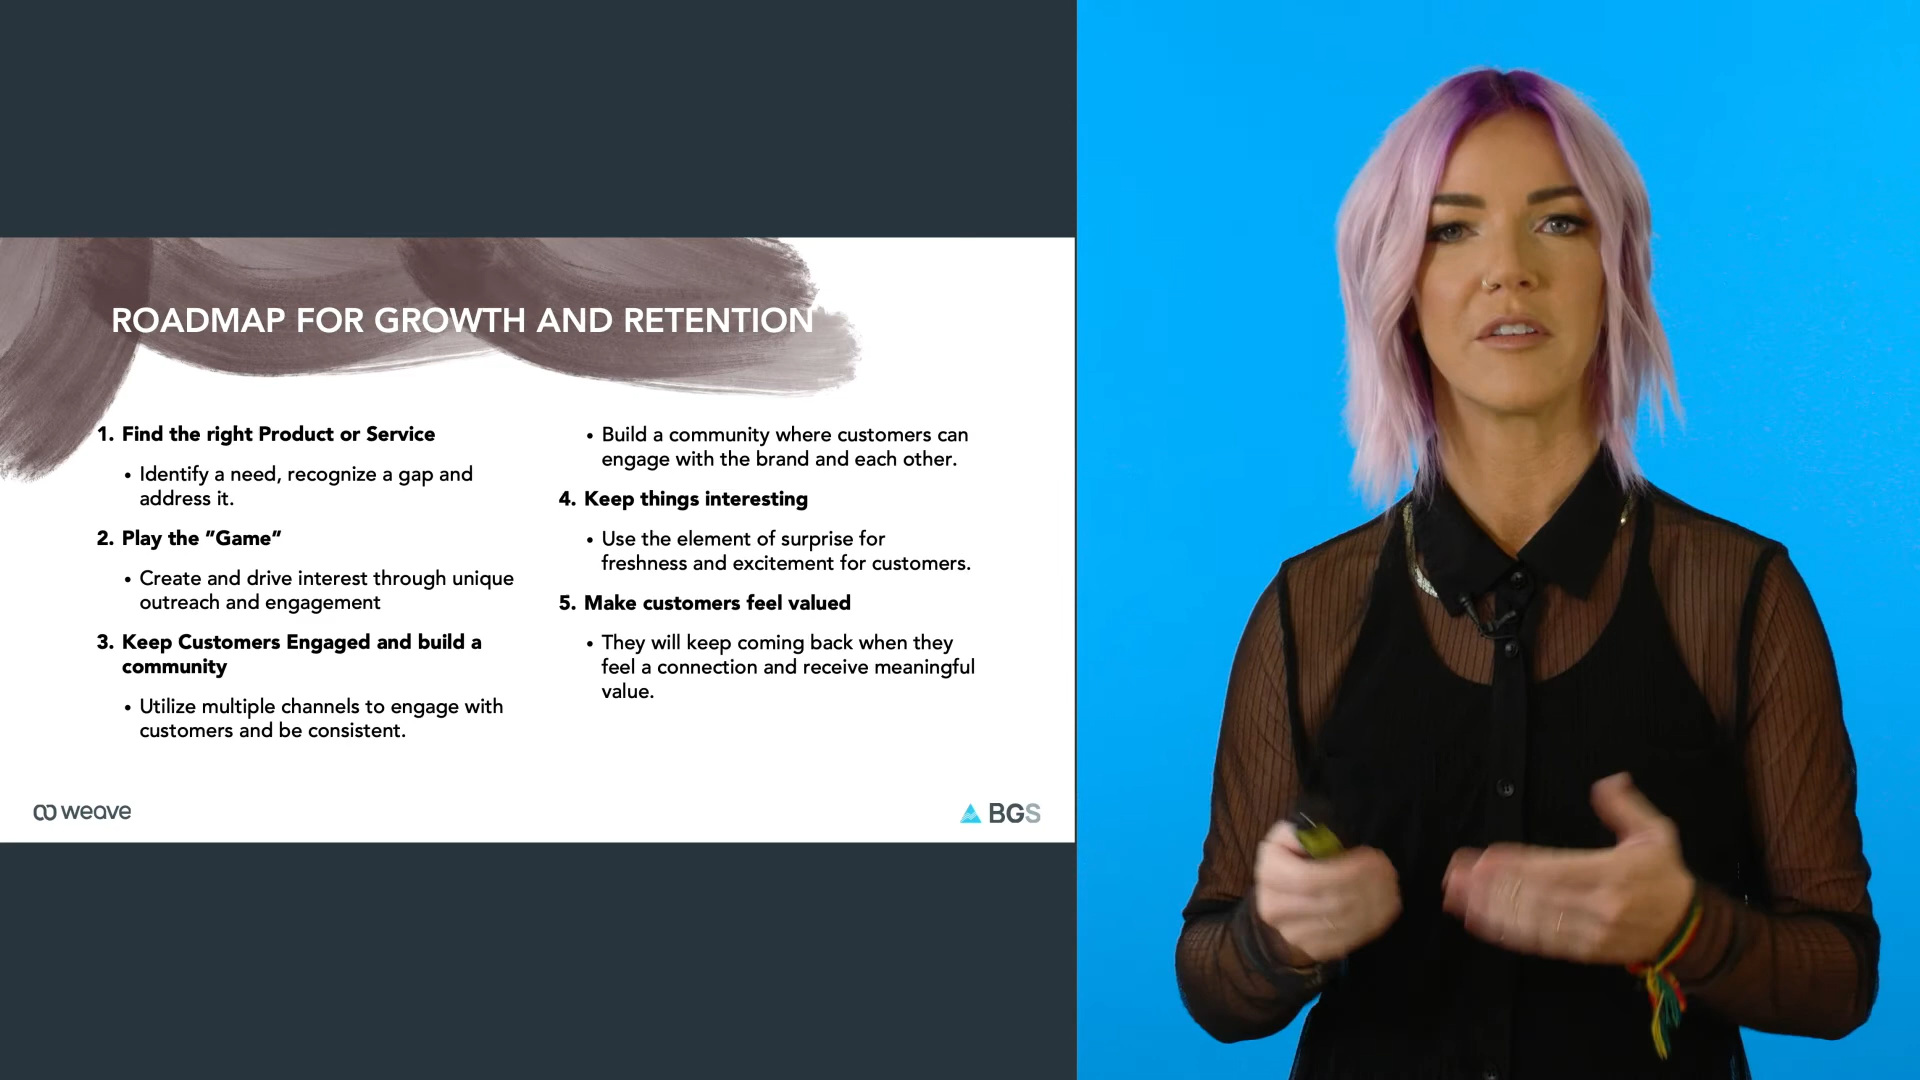 ROADMAP FOR GROWTH AND RETENTION
1. Find the right Product or Service
• Identify a need, recognize a gap and
address it.
2. Play the ”Game”
• Create and drive interest through unique
outreach and engagement
3. Keep Customers Engaged and build a
community
• Utilize multiple channels to engage with
customers and be consistent.
• Build a community where customers can
engage with the brand and each other.
4. Keep things interesting
• Use the element of surprise for
freshness and excitement for customers.
5. Make customers feel valued
• They will keep coming back when they
feel a connection and receive meaningful
value.
weave
BGS